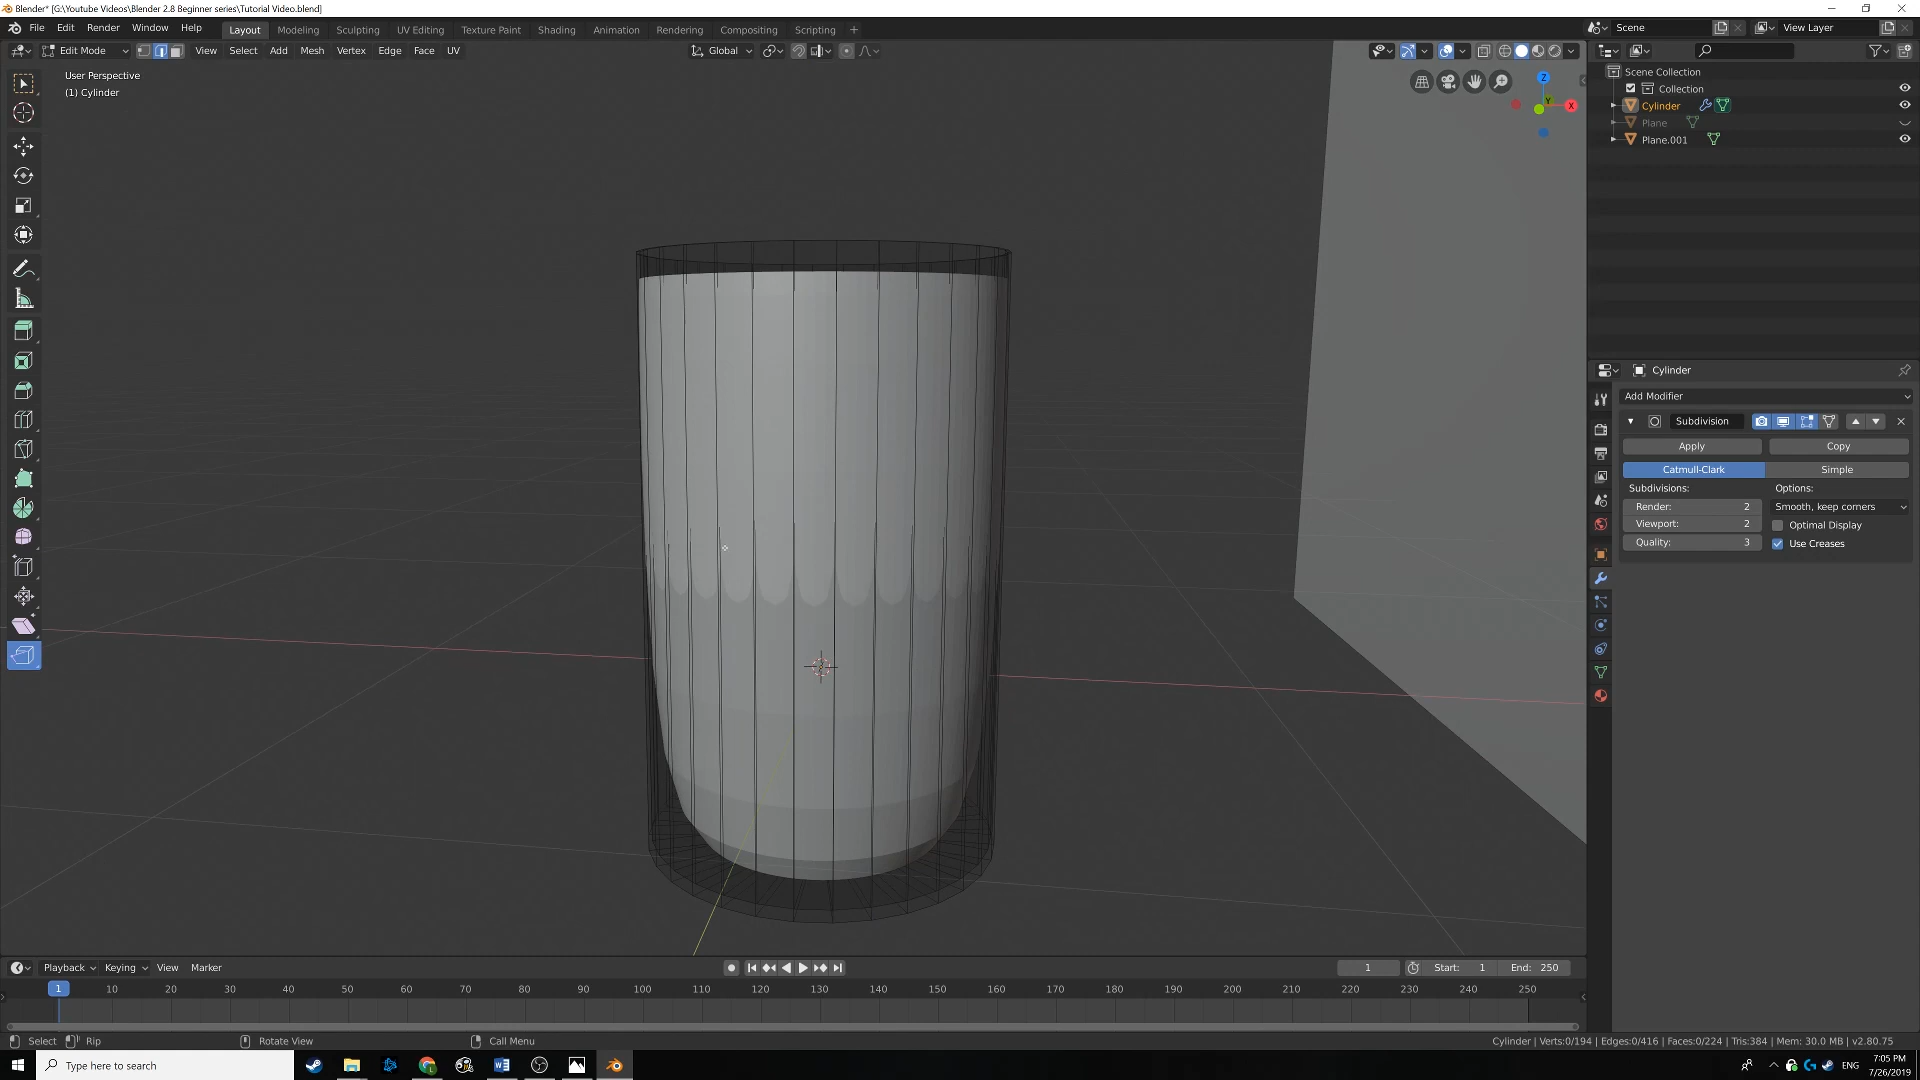 Blender* [G:\Youtube Videos\Blender 2.8 Beginner series\Tutorial Video.blend]
File Edit Render Window Help
Layout Modeling Sculpting UV Editing Texture Paint Shading Animation Rendering Compositing Scripting +
Scene
View Layer
Edit Mode
View Select Add Mesh Vertex Edge Face UV
Global
User Perspective
(1) Cylinder
Z
Y
X
Scene Collection
Collection
Cylinder
Plane
Plane.001
Cylinder
Add Modifier
Subdivision
Apply
Copy
Catmull-Clark
Simple
Subdivisions:
Options:
Render: 2
Smooth, keep corners
Viewport: 2
Optimal Display
Quality: 3
Use Creases
Playback Keying View Marker
1
Start: 1
End: 250
1 10 20 30 40 50 60 70 80 90 100 110 120 130 140 150 160 170 180 190 200 210 220 230 240 250
Select
Rip
Rotate View
Call Menu
Cylinder | Verts:0/194 | Edges:0/416 | Faces:0/224 | Tris:384 | Mem: 30.0 MB | v2.80.75
Type here to search
ENG
7:05 PM
7/26/2019